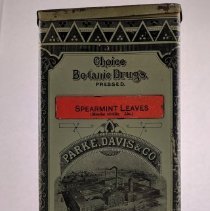 Choice
Botanic Drugs.
PRESSED.
SPEARMINT LEAVES
PARKE, DAVIS & CO.